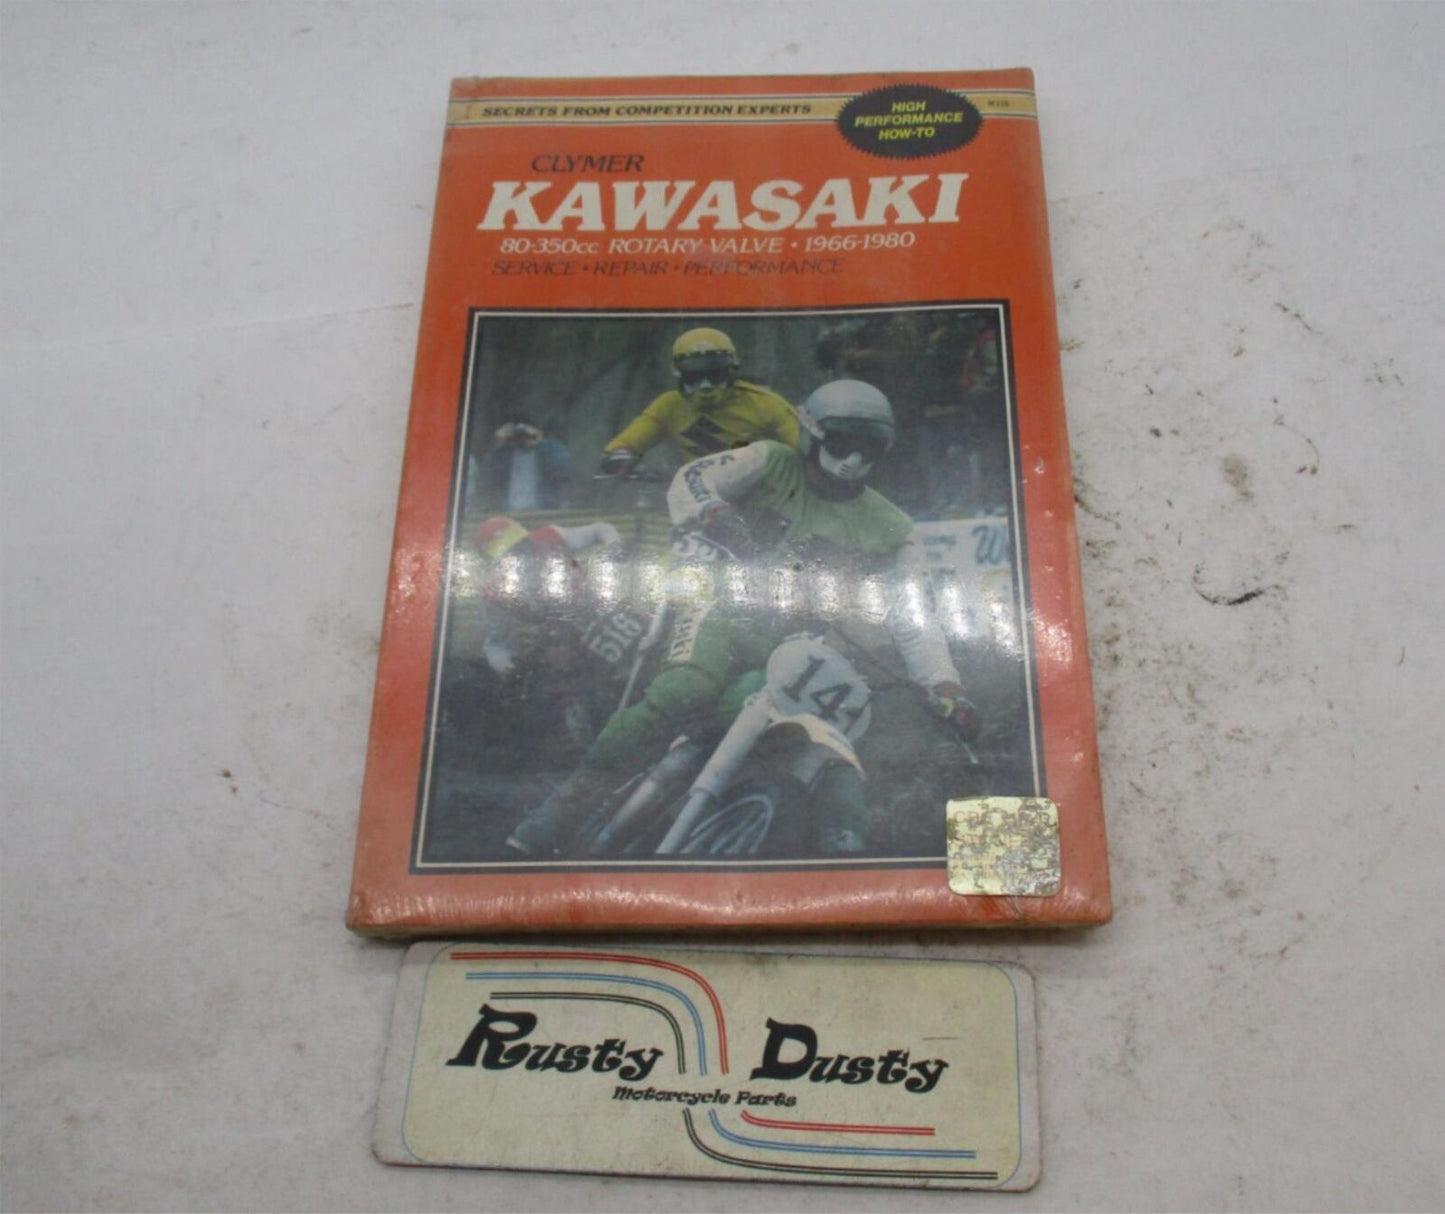 SECRETS FROM COMPETITION EXPERTS
HIGH
PERFORMANCE
HOW-TO
CLYMER
KAWASAKI
80-350cc ROTARY VALVE • 1966-1980
SERVICE • REPAIR • PERFORMANCE
516
14
Rusty Dusty
Motorcycle Parts